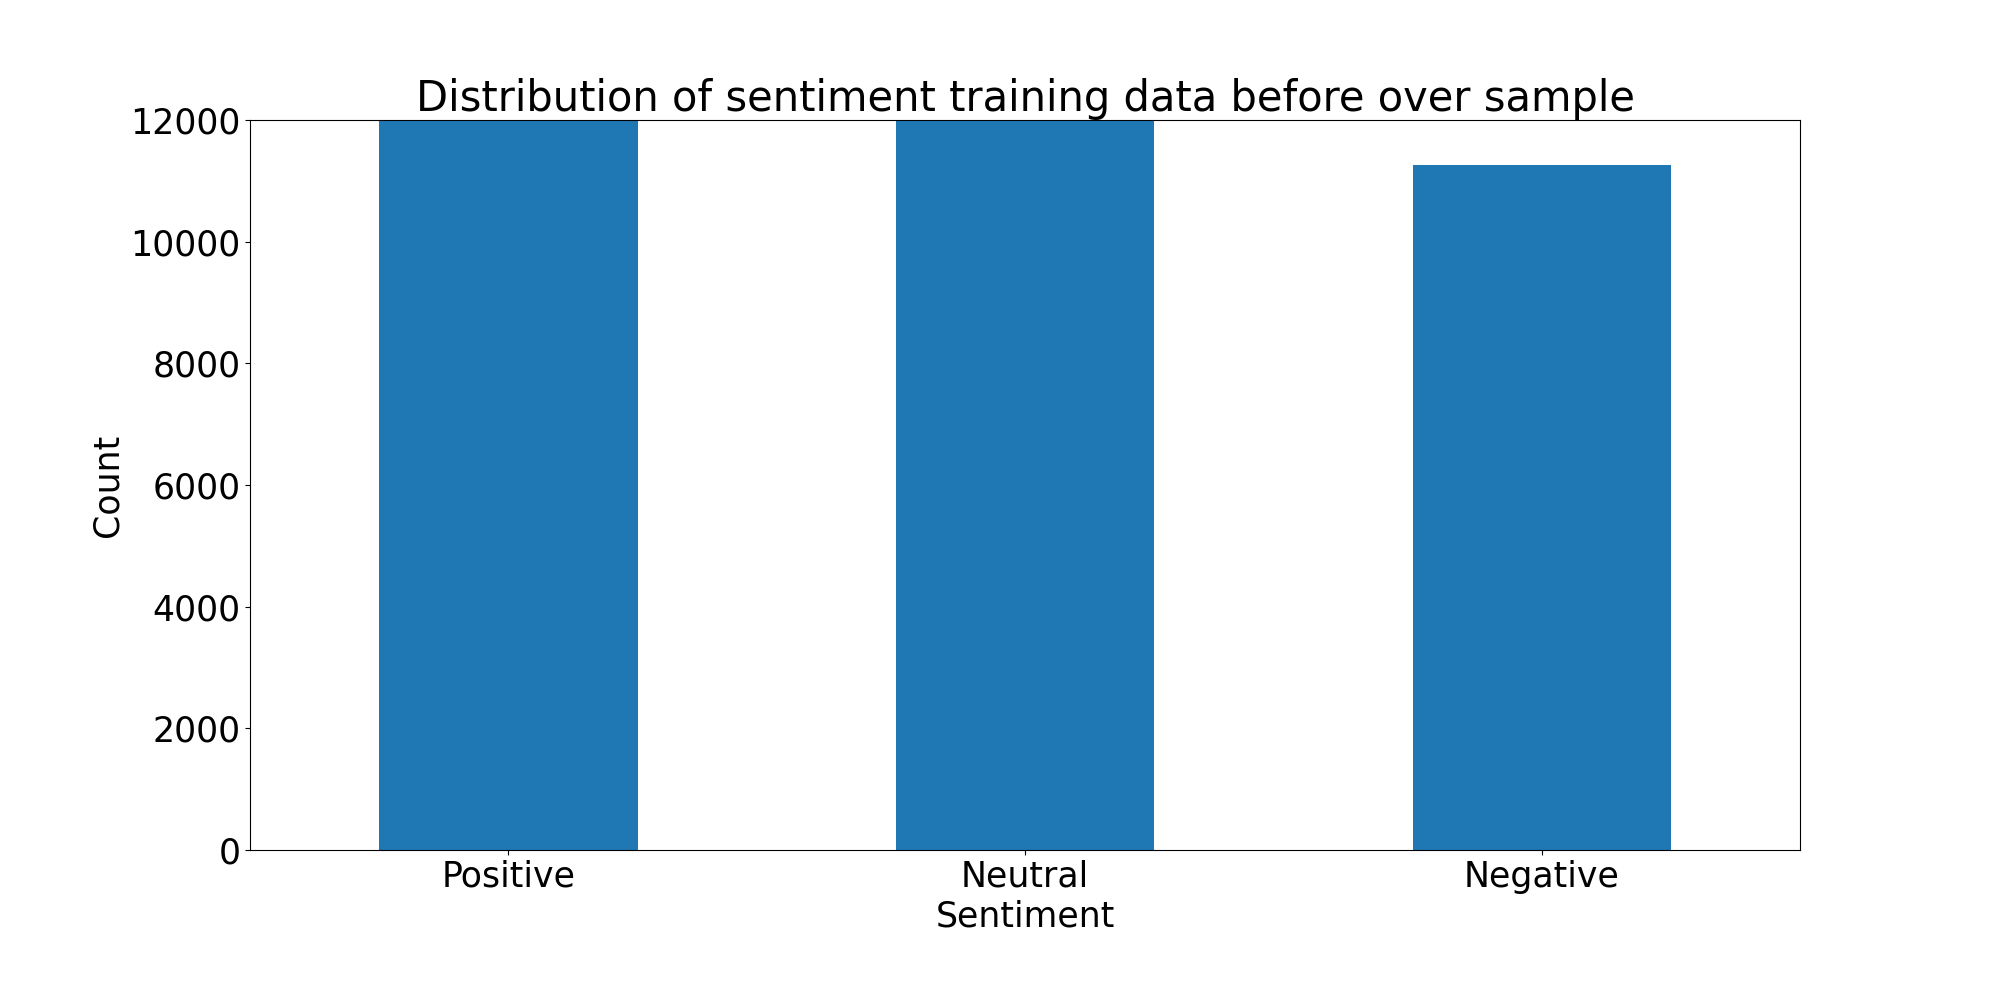 Distribution of sentiment training data before over sample
12000
10000
8000
6000
4000
2000
0
Count
Positive Neutral Negative
Sentiment